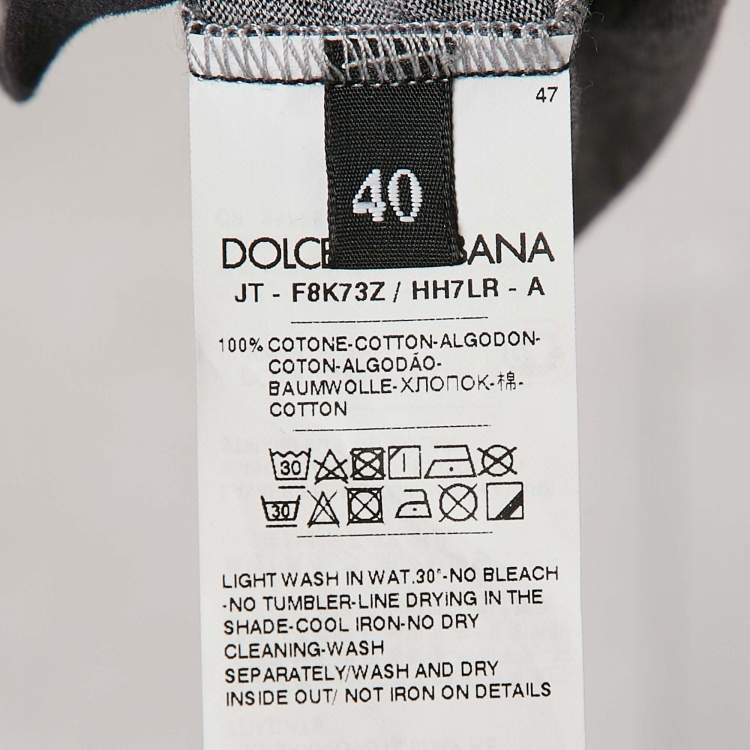 47
40
DOLCE BANA
JT - F8K73Z / HH7LR - A
100% COTONE-COTTON-ALGODON-
COTON-ALGODÃO-
BAUMWOLLE-ХЛОПОК-棉-
COTTON
30
30
LIGHT WASH IN WAT.30°-NO BLEACH
-NO TUMBLER-LINE DRYING IN THE
SHADE-COOL IRON-NO DRY
CLEANING-WASH
SEPARATELY/WASH AND DRY
INSIDE OUT/ NOT IRON ON DETAILS